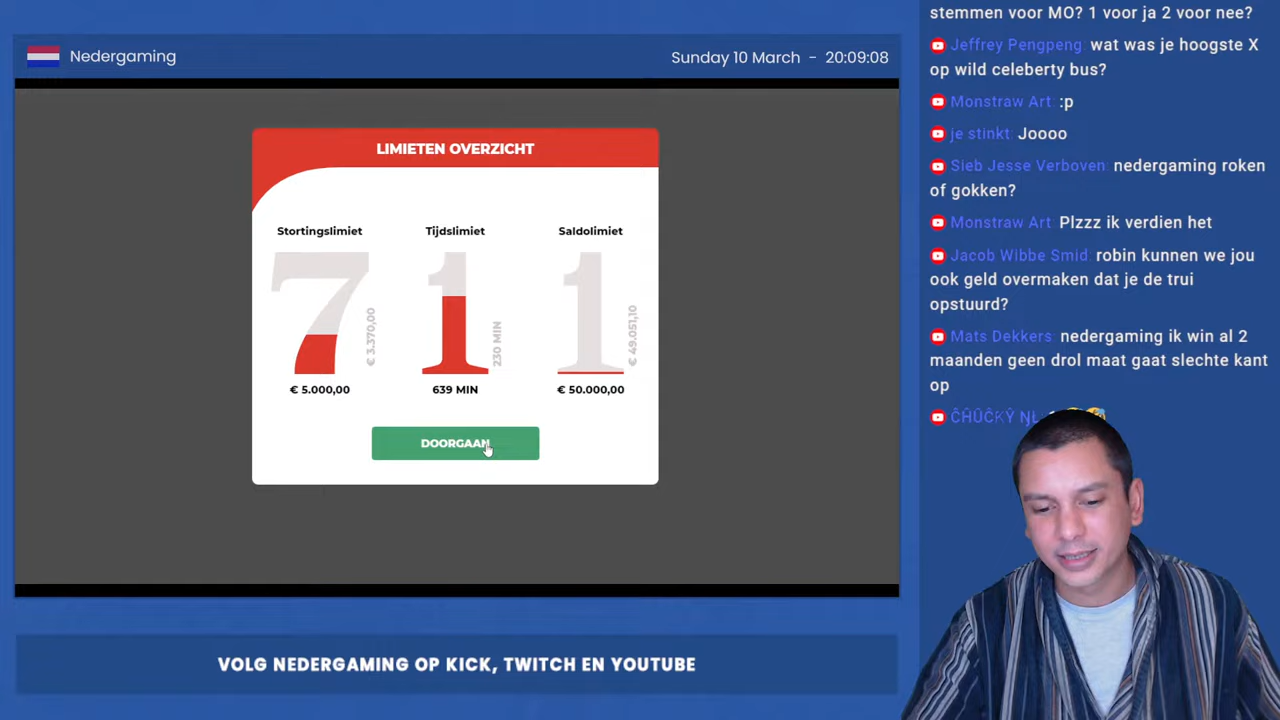 Nedergaming
Sunday 10 March - 20:09:08
LIMIETEN OVERZICHT
Stortingslimiet
7
€ 3.370,00
€ 5.000,00
Tijdslimiet
1
230 MIN
639 MIN
Saldolimiet
1
€ 49.051,10
€ 50.000,00
DOORGAAN
VOLG NEDERGAMING OP KICK, TWITCH EN YOUTUBE
stemmen voor MO? 1 voor ja 2 voor nee?
Jeffrey Pengpeng: wat was je hoogste X
op wild celeberty bus?
Monstraw Art: :p
je stinkt: Joooo
Sieb Jesse Verboven: nedergaming roken
of gokken?
Monstraw Art: Plzzz ik verdien het
Jacob Wibbe Smid: robin kunnen we jou
ook geld overmaken dat je de trui
opstuurd?
Mats Dekkers: nedergaming ik win al 2
maanden geen drol maat gaat slechte kant
op
ĈĤÛĈҚŶ